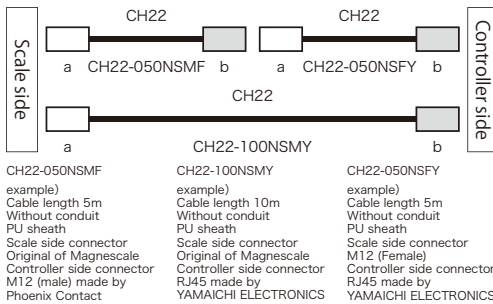 CH22
CH22
Scale side
Controller side
a
CH22-050NSMF
b
a
CH22-050NSFY
b
CH22
a
CH22-100NSMY
b
CH22-050NSMF
example)
Cable length 5m
Without conduit
PU sheath
Scale side connector
Original of Magnescale
Controller side connector
M12 (male) made by
Phoenix Contact
CH22-100NSMY
example)
Cable length 10m
Without conduit
PU sheath
Scale side connector
Original of Magnescale
Controller side connector
RJ45 made by
YAMAICHI ELECTRONICS
CH22-050NSFY
example)
Cable length 5m
Without conduit
PU sheath
Scale side connector
M12 (Female)
Controller side connector
RJ45 made by
YAMAICHI ELECTRONICS